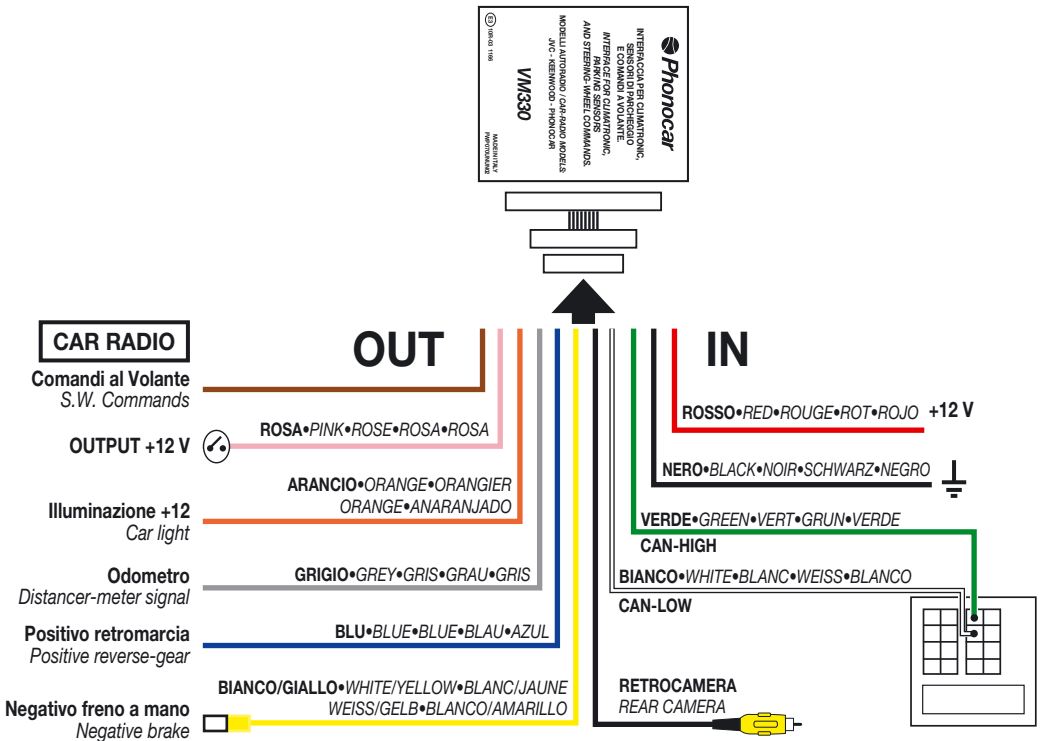 Phonocar
INTERFACCIA PER CLIMATRONIC,
SENSORI DI PARCHEGGIO
E COMANDI A VOLANTE.
INTERFACE FOR CLIMATRONIC,
PARKING SENSORS
AND STEERING-WHEEL COMMANDS.
MODELLI AUTORADIO / CAR-RADIO MODELS:
JVC - KEENWOOD - PHONOCAR
VM330
MADE IN ITALY
E3 10R-03 1166
CAR RADIO
OUT
IN
Comandi al Volante
S.W. Commands
ROSSO•RED•ROUGE•ROT•ROJO +12 V
OUTPUT +12 V
ROSA•PINK•ROSE•ROSA•ROSA
NERO•BLACK•NOIR•SCHWARZ•NEGRO
ARANCIO•ORANGE•ORANGIER
ORANGE•ANARANJADO
Illuminazione +12
Car light
VERDE•GREEN•VERT•GRUN•VERDE
CAN-HIGH
Odometro
Distancer-meter signal
GRIGIO•GREY•GRIS•GRAU•GRIS
BIANCO•WHITE•BLANC•WEISS•BLANCO
CAN-LOW
Positivo retromarcia
Positive reverse-gear
BLU•BLUE•BLUE•BLAU•AZUL
BIANCO/GIALLO•WHITE/YELLOW•BLANC/JAUNE
WEISS/GELB•BLANCO/AMARILLO
Negativo freno a mano
Negative brake
RETROCAMERA
REAR CAMERA